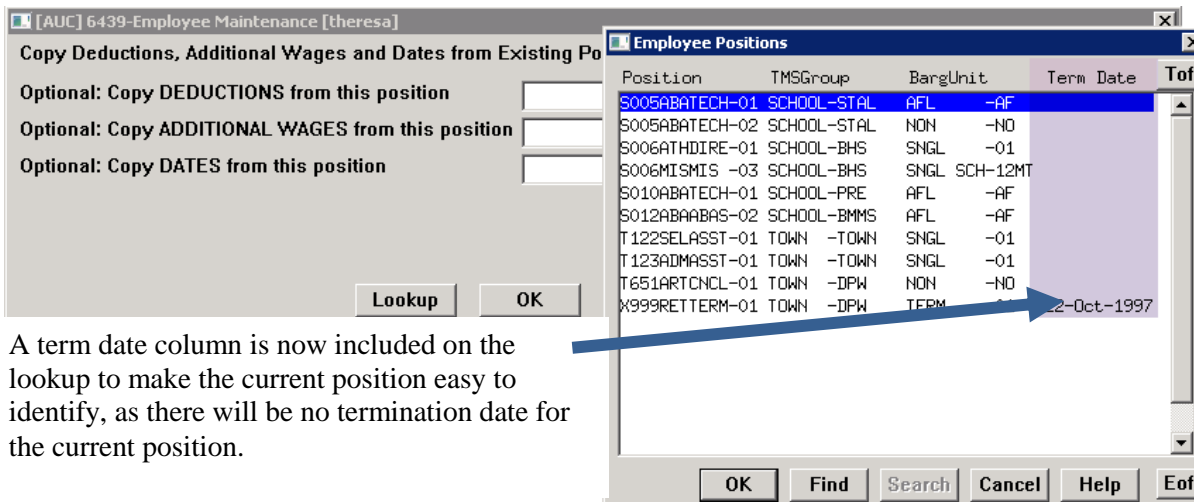 [AUC] 6439-Employee Maintenance [theresa]
Copy Deductions, Additional Wages and Dates from Existing Po
Optional: Copy DEDUCTIONS from this position
Optional: Copy ADDITIONAL WAGES from this position
Optional: Copy DATES from this position
Lookup OK
Employee Positions
Position TMSGroup BargUnit Term Date Tof
S005ABATECH-01 SCHOOL-STAL AFL -AF
S005ABATECH-02 SCHOOL-STAL NON -NO
S006ATHDIRE-01 SCHOOL-BHS SNGL -01
S006MISMIS -03 SCHOOL-BHS SNGL SCH-12MT
S010ABATECH-01 SCHOOL-PRE AFL -AF
S012ABAABAS-02 SCHOOL-BMMS AFL -AF
T122SELASST-01 TOWN -TOWN SNGL -01
T123ADMASST-01 TOWN -TOWN SNGL -01
T651ARTCNCL-01 TOWN -DPW NON -NO
X999RETTERM-01 TOWN -DPW TERM 22-Oct-1997
OK Find Search Cancel Help Eof
A term date column is now included on the
lookup to make the current position easy to
identify, as there will be no termination date for
the current position.